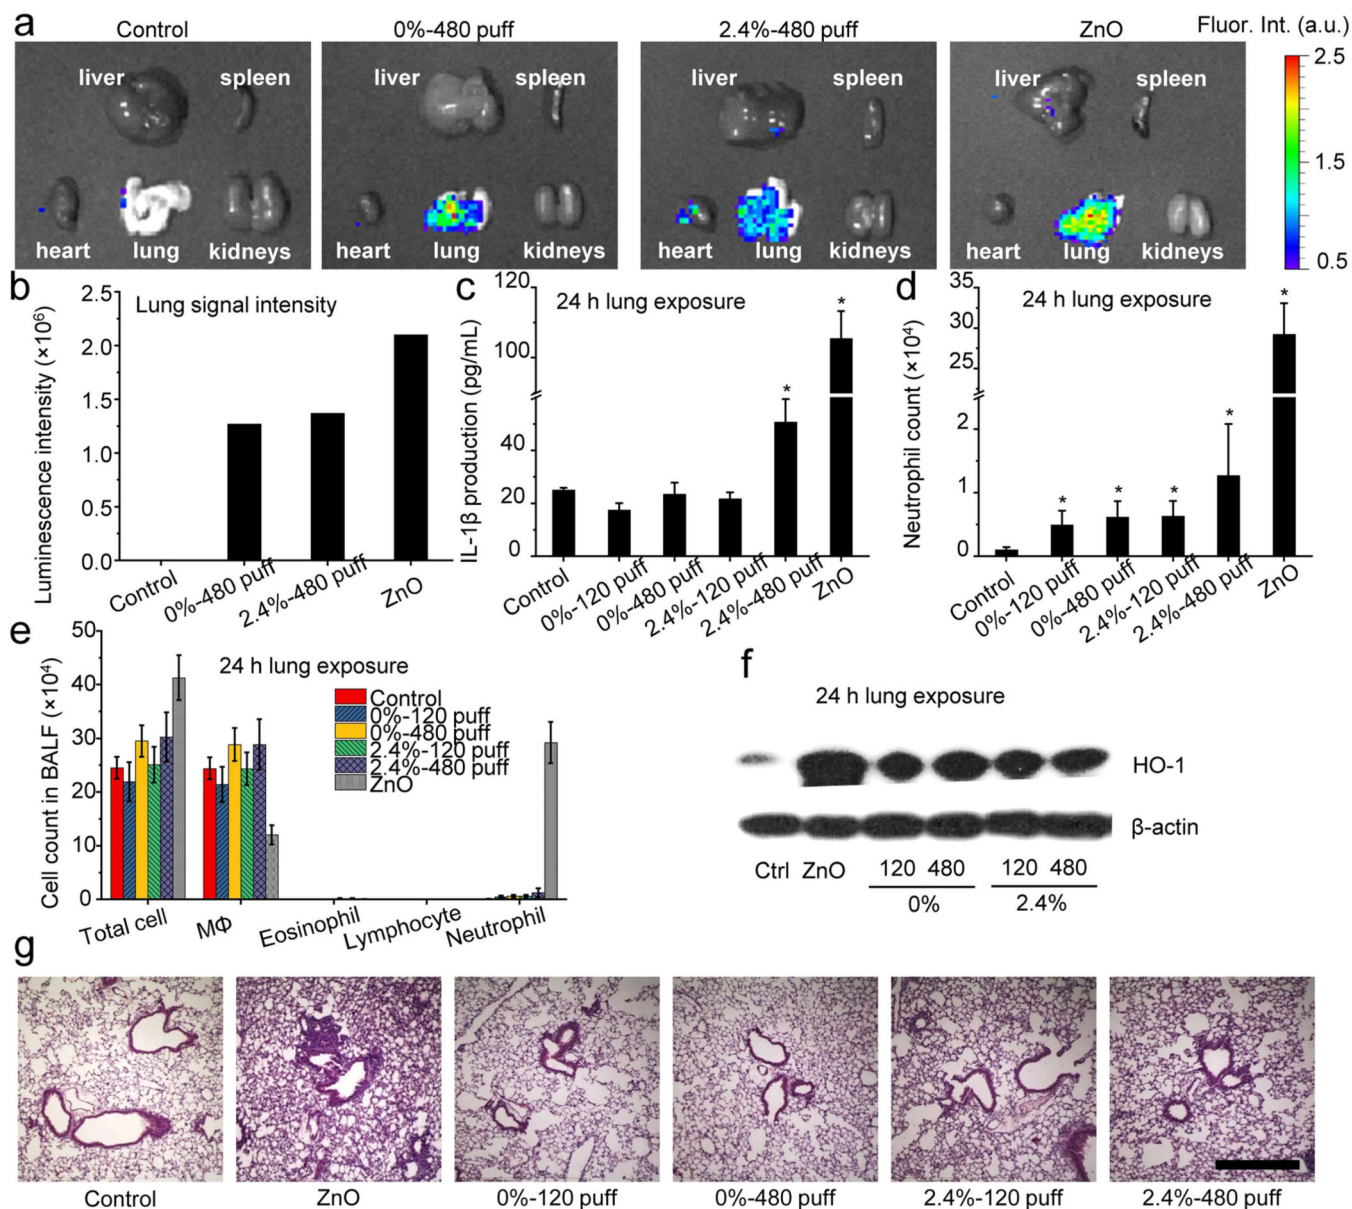 a
Control
0%-480 puff
2.4%-480 puff
ZnO
Fluor. Int. (a.u.)
liver spleen
heart lung kidneys
liver spleen
heart lung kidneys
liver spleen
heart lung kidneys
liver spleen
heart lung kidneys
2.5
1.5
0.5
b
Lung signal intensity
Luminescence intensity (×10⁶)
2.5
2.0
1.5
1.0
0.5
0.0
Control
0%-480 puff
2.4%-480 puff
ZnO
c
24 h lung exposure
IL-1β production (pg/mL)
120
100
40
20
0
*
*
Control
0%-120 puff
0%-480 puff
2.4%-120 puff
2.4%-480 puff
ZnO
d
24 h lung exposure
Neutrophil count (×10⁴)
35
30
25
2
1
0
*
*
*
*
*
Control
0%-120 puff
0%-480 puff
2.4%-120 puff
2.4%-480 puff
ZnO
e
24 h lung exposure
Cell count in BALF (×10⁴)
50
40
30
20
10
0
Control
0%-120 puff
0%-480 puff
2.4%-120 puff
2.4%-480 puff
ZnO
Total cell
MΦ
Eosinophil
Lymphocyte
Neutrophil
f
24 h lung exposure
HO-1
β-actin
Ctrl ZnO 120 480 120 480
0% 2.4%
g
Control
ZnO
0%-120 puff
0%-480 puff
2.4%-120 puff
2.4%-480 puff